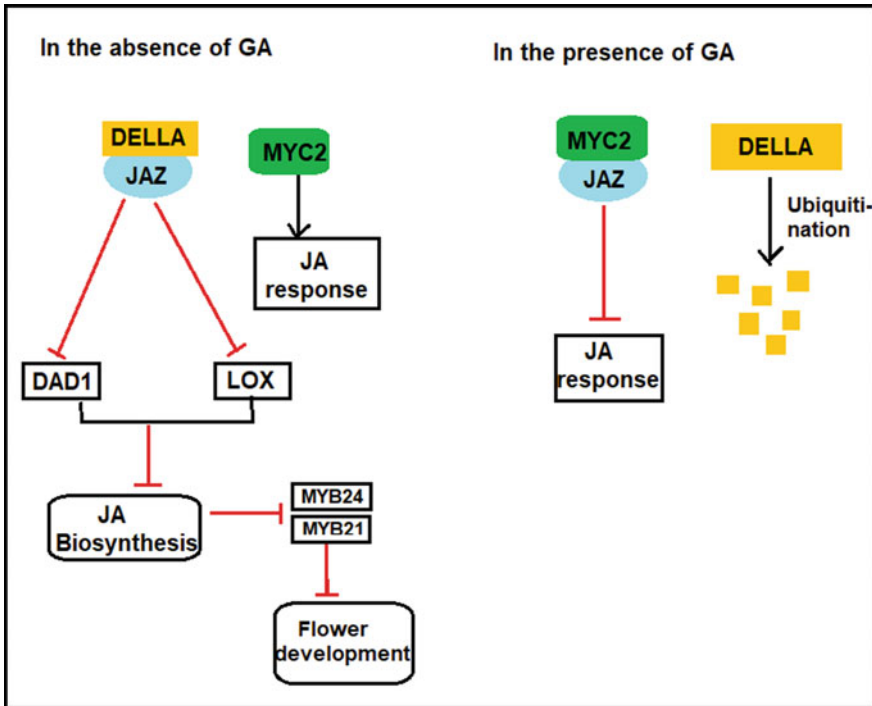 In the absence of GA
DELLA
JAZ
MYC2
JA
response
DAD1
LOX
JA
Biosynthesis
MYB24
MYB21
Flower
development
In the presence of GA
MYC2
JAZ
JA
response
DELLA
Ubiquiti-
nation